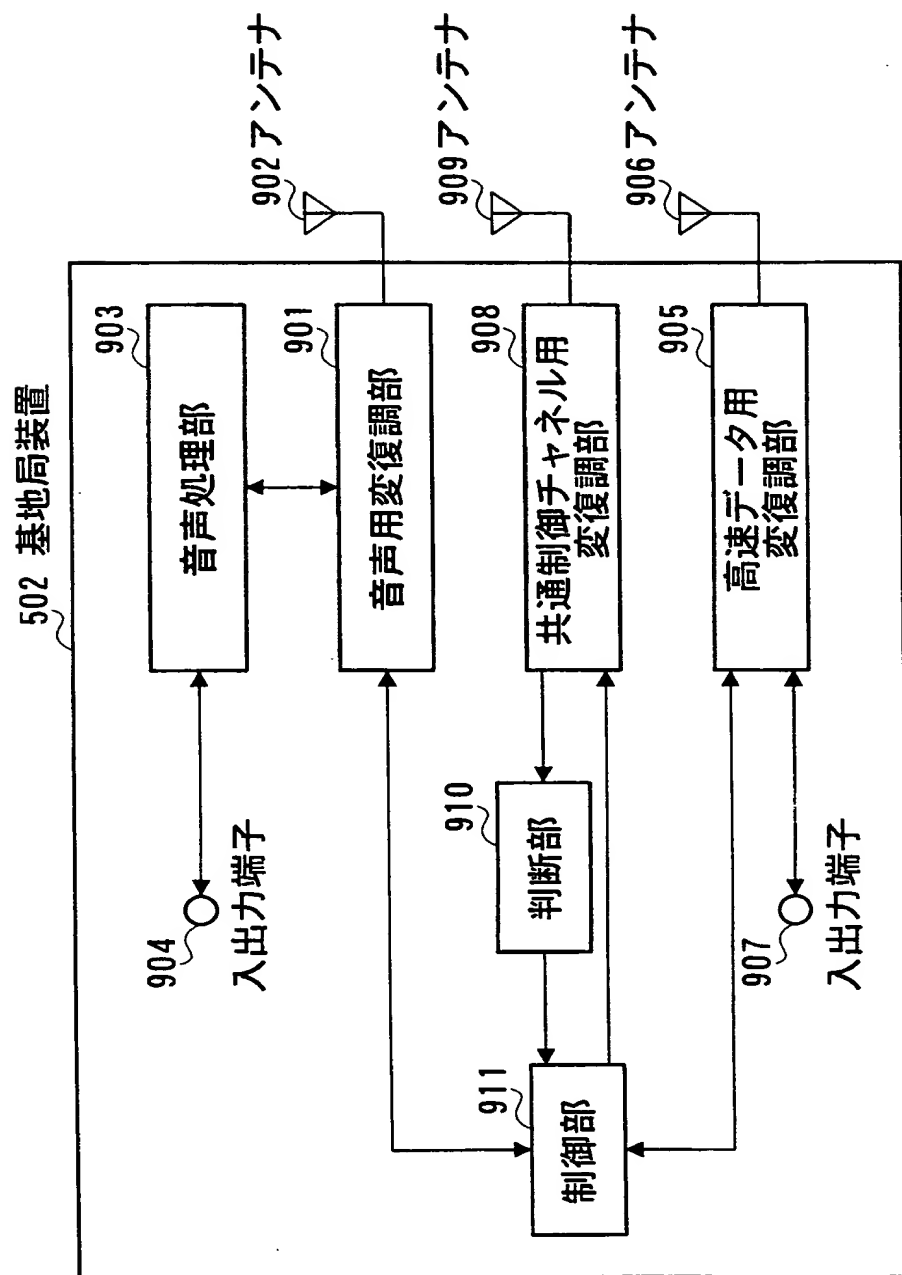 502 基地局装置
903
音声処理部
904
入出力端子
901
音声用変復調部
902 アンテナ
908
共通制御チャネル用
変復調部
909 アンテナ
910
判断部
911
制御部
905
高速データ用
変復調部
906 アンテナ
907
入出力端子